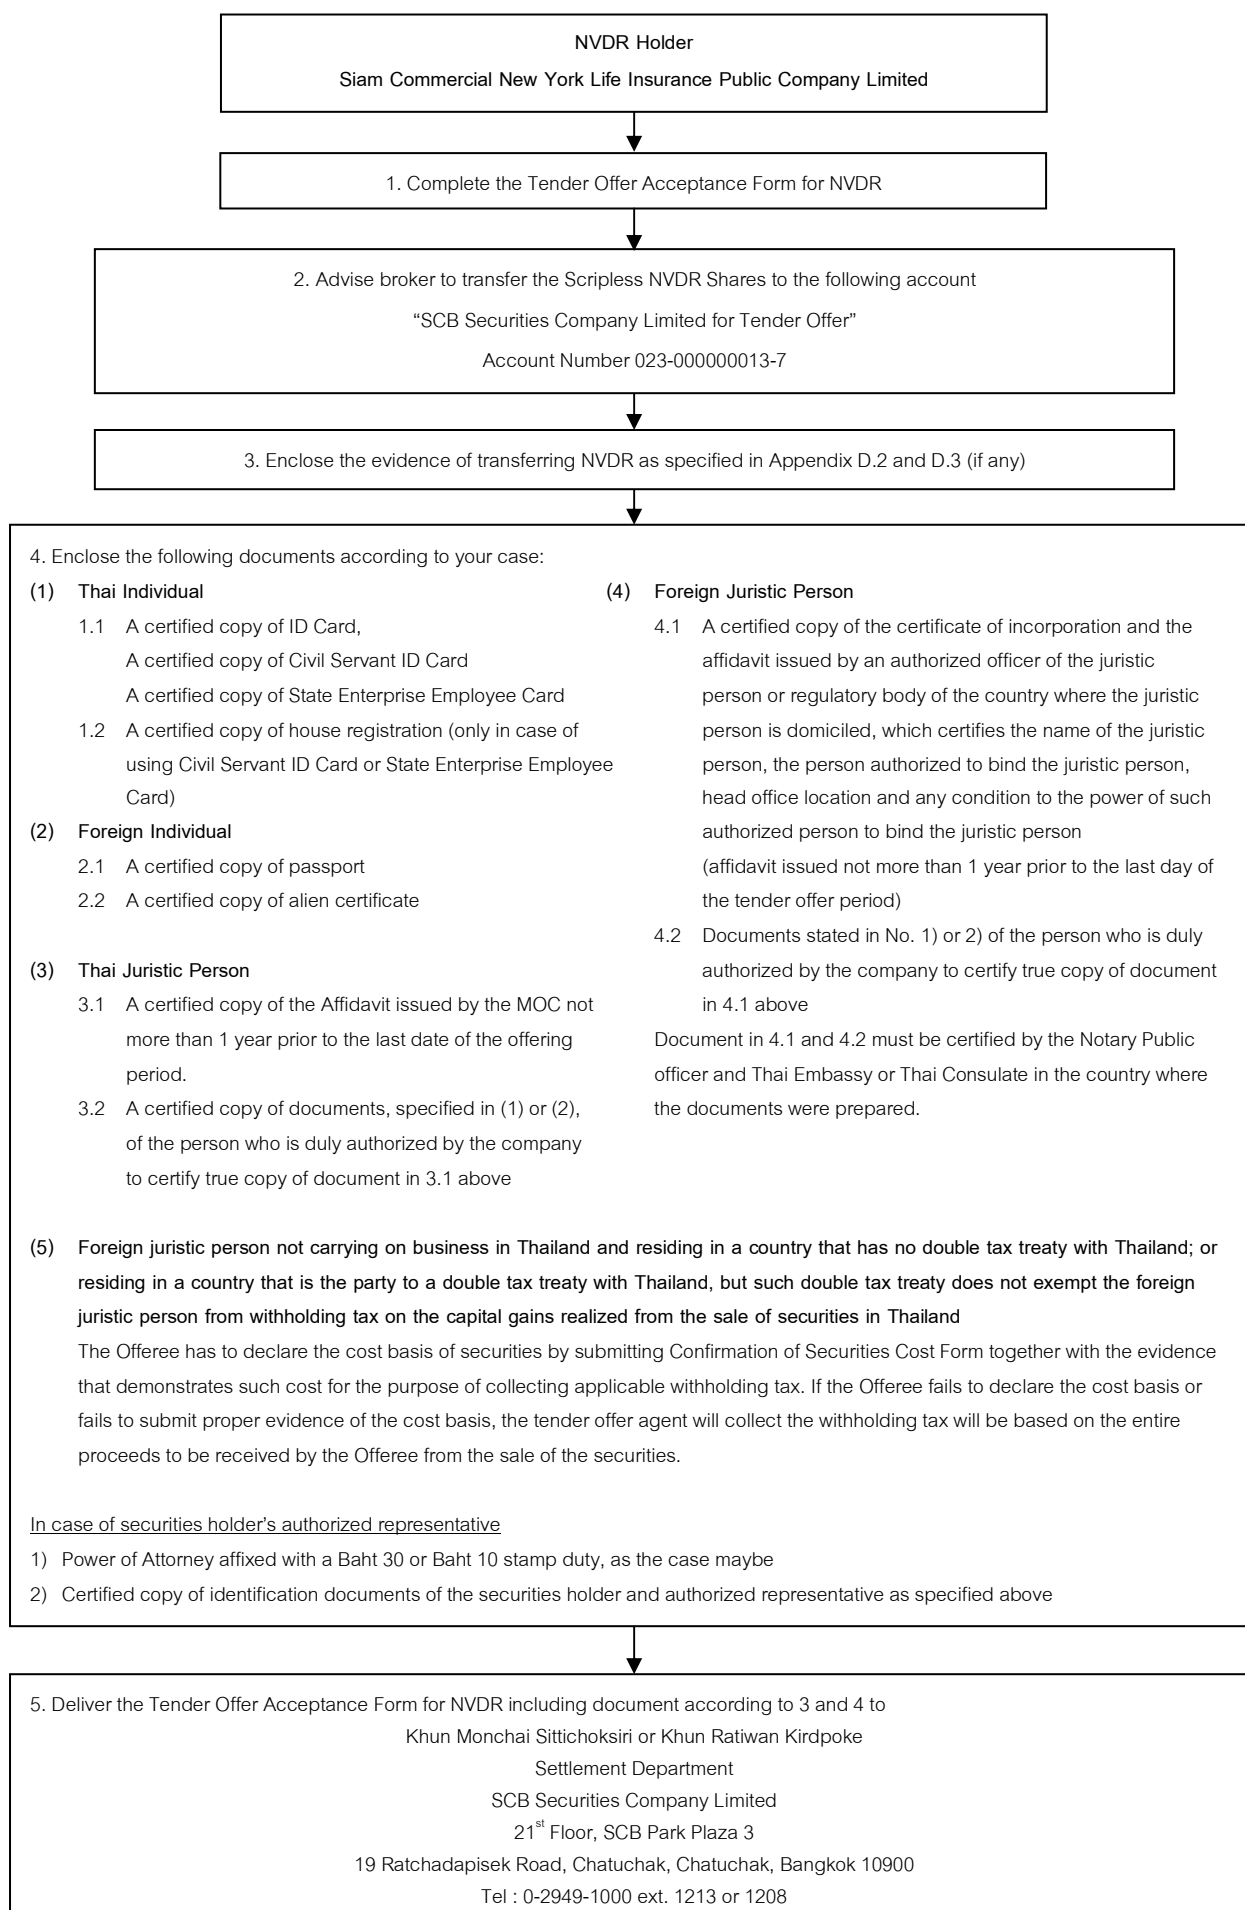 NVDR Holder
Siam Commercial New York Life Insurance Public Company Limited
1. Complete the Tender Offer Acceptance Form for NVDR
2. Advise broker to transfer the Scripless NVDR Shares to the following account
“SCB Securities Company Limited for Tender Offer”
Account Number 023-000000013-7
3. Enclose the evidence of transferring NVDR as specified in Appendix D.2 and D.3 (if any)
4. Enclose the following documents according to your case:
(1) Thai Individual
1.1 A certified copy of ID Card,
A certified copy of Civil Servant ID Card
A certified copy of State Enterprise Employee Card
1.2 A certified copy of house registration (only in case of
using Civil Servant ID Card or State Enterprise Employee
Card)
(2) Foreign Individual
2.1 A certified copy of passport
2.2 A certified copy of alien certificate
(3) Thai Juristic Person
3.1 A certified copy of the Affidavit issued by the MOC not
more than 1 year prior to the last date of the offering
period.
3.2 A certified copy of documents, specified in (1) or (2),
of the person who is duly authorized by the company
to certify true copy of document in 3.1 above
(4) Foreign Juristic Person
4.1 A certified copy of the certificate of incorporation and the
affidavit issued by an authorized officer of the juristic
person or regulatory body of the country where the juristic
person is domiciled, which certifies the name of the juristic
person, the person authorized to bind the juristic person,
head office location and any condition to the power of such
authorized person to bind the juristic person
(affidavit issued not more than 1 year prior to the last day of
the tender offer period)
4.2 Documents stated in No. 1) or 2) of the person who is duly
authorized by the company to certify true copy of document
in 4.1 above
Document in 4.1 and 4.2 must be certified by the Notary Public
officer and Thai Embassy or Thai Consulate in the country where
the documents were prepared.
(5) Foreign juristic person not carrying on business in Thailand and residing in a country that has no double tax treaty with Thailand; or
residing in a country that is the party to a double tax treaty with Thailand, but such double tax treaty does not exempt the foreign
juristic person from withholding tax on the capital gains realized from the sale of securities in Thailand
The Offeree has to declare the cost basis of securities by submitting Confirmation of Securities Cost Form together with the evidence
that demonstrates such cost for the purpose of collecting applicable withholding tax. If the Offeree fails to declare the cost basis or
fails to submit proper evidence of the cost basis, the tender offer agent will collect the withholding tax will be based on the entire
proceeds to be received by the Offeree from the sale of the securities.
In case of securities holder’s authorized representative
1) Power of Attorney affixed with a Baht 30 or Baht 10 stamp duty, as the case maybe
2) Certified copy of identification documents of the securities holder and authorized representative as specified above
5. Deliver the Tender Offer Acceptance Form for NVDR including document according to 3 and 4 to
Khun Monchai Sittichoksiri or Khun Ratiwan Kirdpoke
Settlement Department
SCB Securities Company Limited
21st Floor, SCB Park Plaza 3
19 Ratchadapisek Road, Chatuchak, Chatuchak, Bangkok 10900
Tel : 0-2949-1000 ext. 1213 or 1208